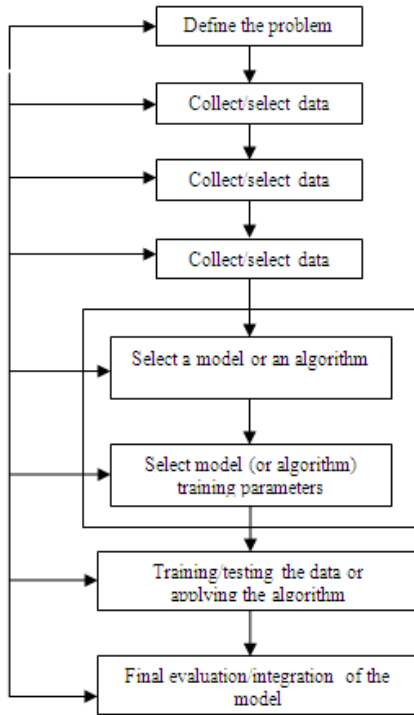 Define the problem
Collect/select data
Collect/select data
Collect/select data
Select a model or an algorithm
Select model (or algorithm)
training parameters
Training/testing the data or
applying the algorithm
Final evaluation/integration of the
model